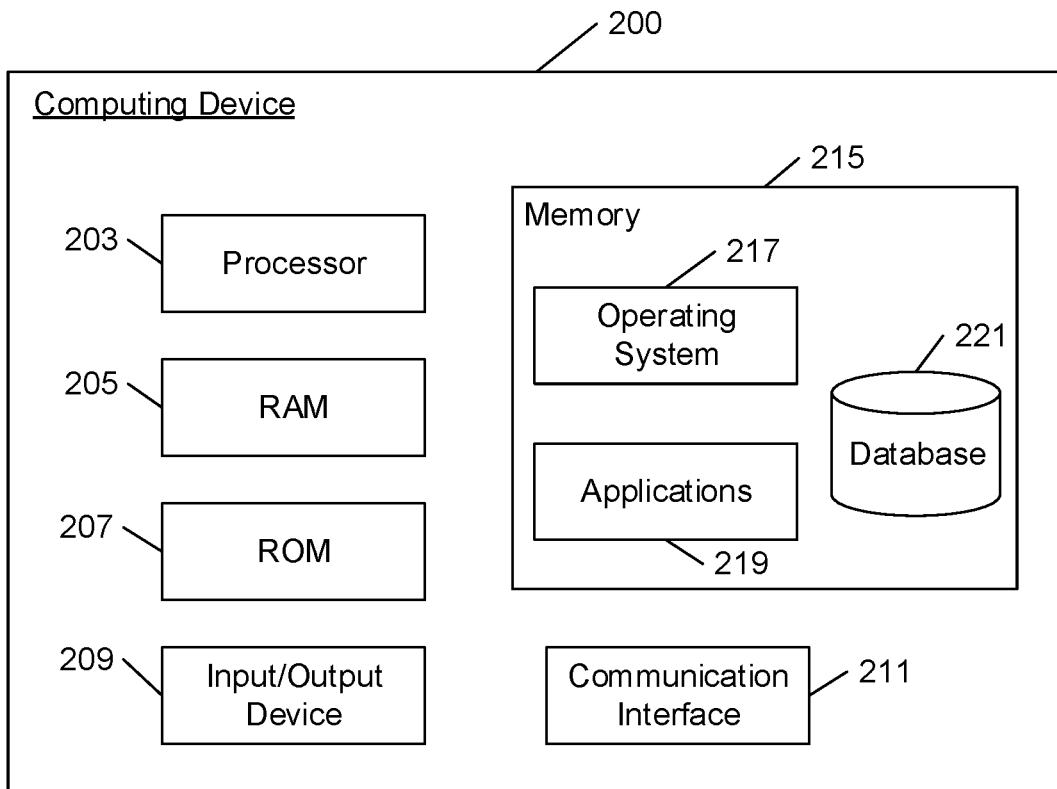 200
Computing Device
215
Memory
203
Processor
217
Operating
System
221
Database
205
RAM
Applications
219
207
ROM
209
Input/Output
Device
Communication
Interface
211